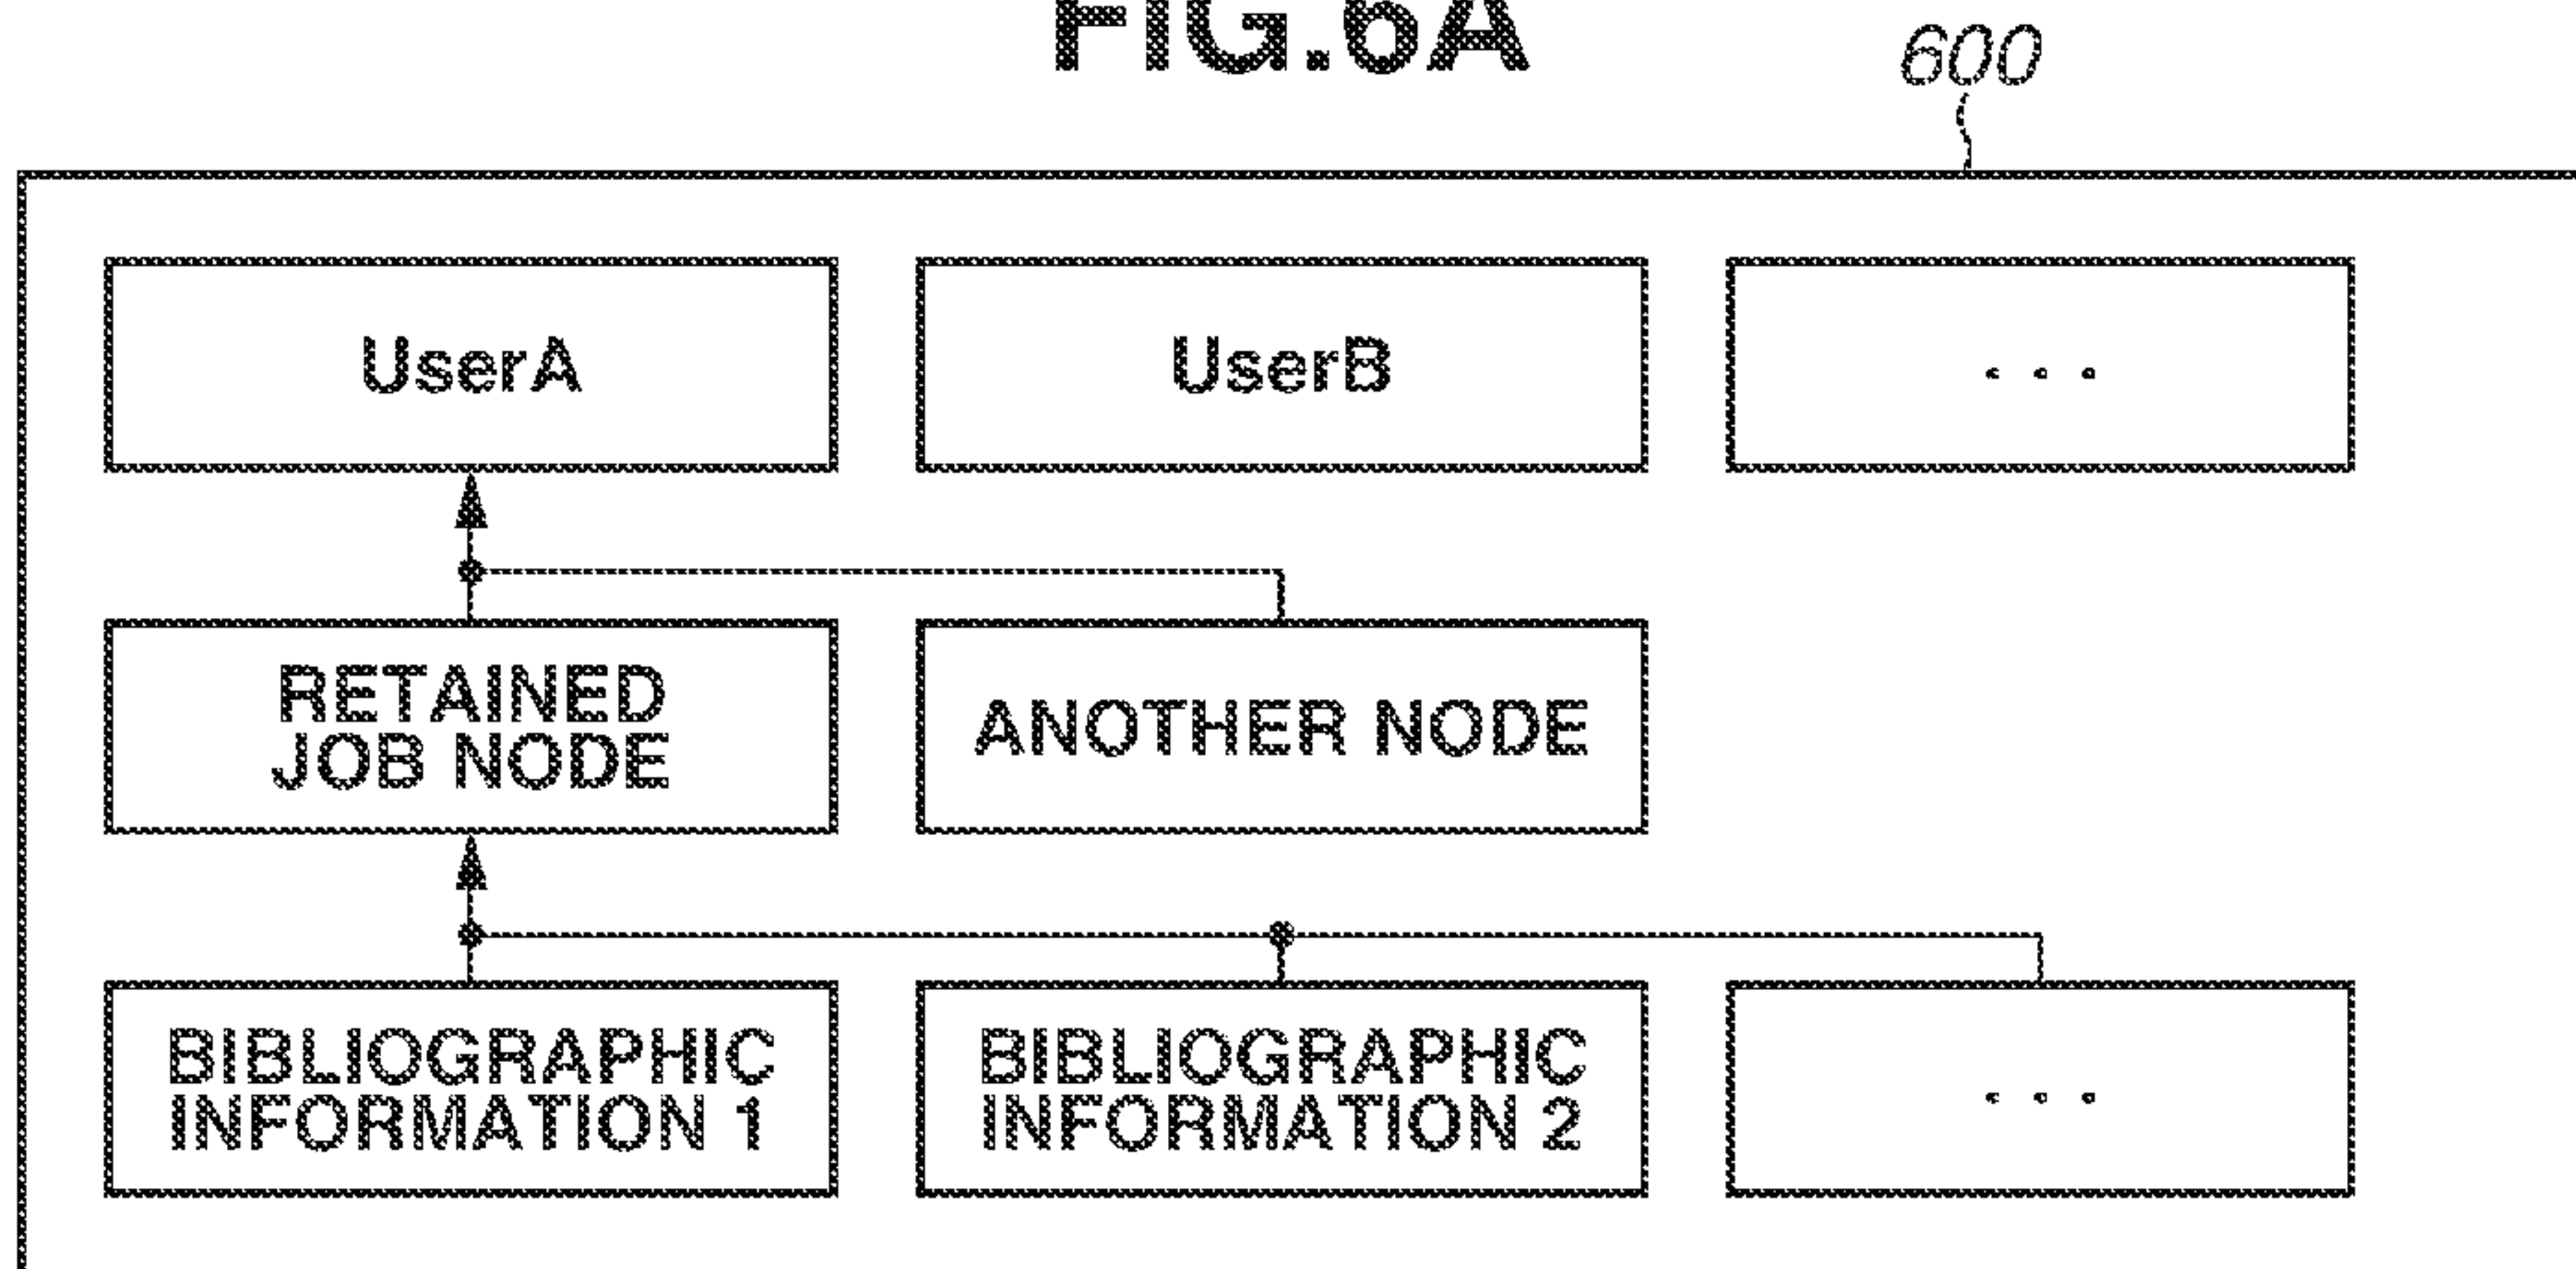 FIG.6A
600
UserA
UserB
...
RETAINED
JOB NODE
ANOTHER NODE
BIBLIOGRAPHIC
INFORMATION 1
BIBLIOGRAPHIC
INFORMATION 2
...